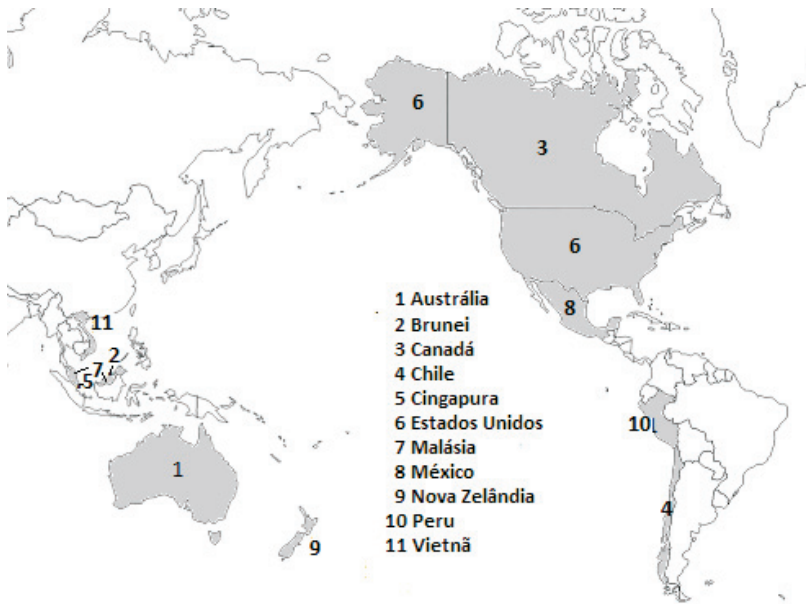 6
3
6
8
11
2
7
5
1
9
10
4
1 Austrália
2 Brunei
3 Canadá
4 Chile
5 Cingapura
6 Estados Unidos
7 Malásia
8 México
9 Nova Zelândia
10 Peru
11 Vietnã